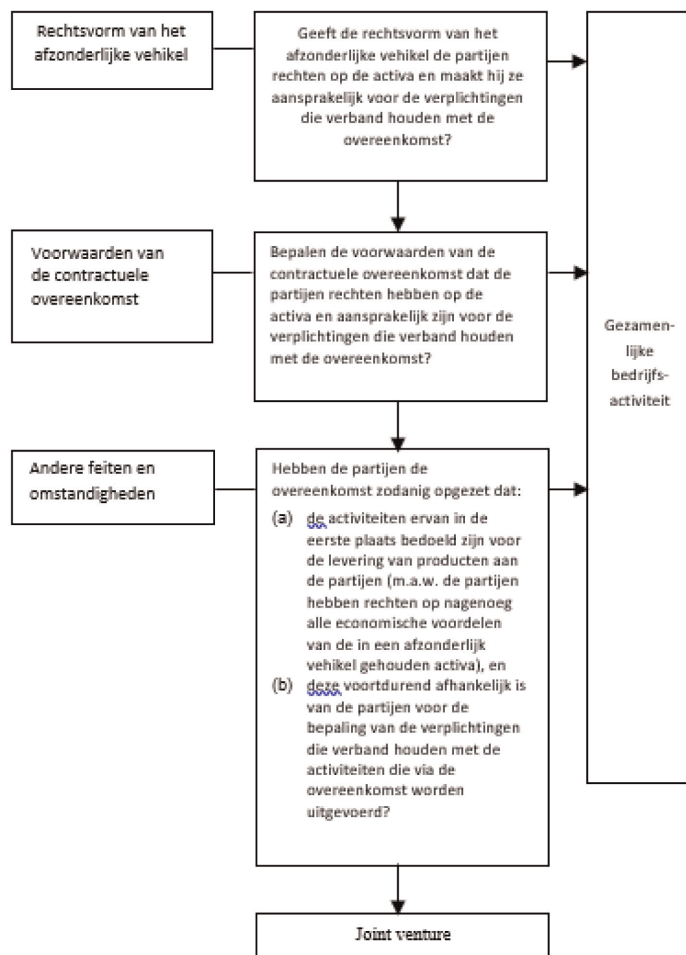 Rechtsvorm van het
afzonderlijke vehikel
Geeft de rechtsvorm van het
afzonderlijke vehikel de partijen
rechten op de activa en maakt hij ze
aansprakelijk voor de verplichtingen
die verband houden met de
overeenkomst?
Voorwaarden van
de contractuele
overeenkomst
Bepalen de voorwaarden van de
contractuele overeenkomst dat de
partijen rechten hebben op de
activa en aansprakelijk zijn voor de
verplichtingen die verband houden
met de overeenkomst?
Gezamen-
lijke
bedrijfs-
activiteit
Andere feiten en
omstandigheden
Hebben de partijen de
overeenkomst zodanig opgezet dat:
(a) de activiteiten ervan in de
eerste plaats bedoeld zijn voor
de levering van producten aan
de partijen (m.a.w. de partijen
hebben rechten op nagenoeg
alle economische voordelen
van de in een afzonderlijk
vehikel gehouden activa), en
(b) deze voortdurend afhankelijk is
van de partijen voor de
bepaling van de verplichtingen
die verband houden met de
activiteiten die via de
overeenkomst worden
uitgevoerd?
Joint venture